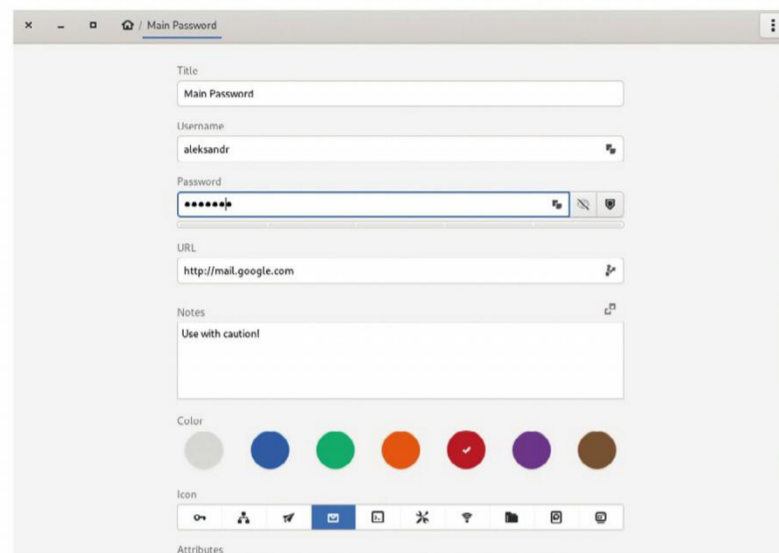 / Main Password
Title
Main Password
Username
aleksandr
Password
URL
http://mail.google.com
Notes
Use with caution!
Color
Icon
Attributes